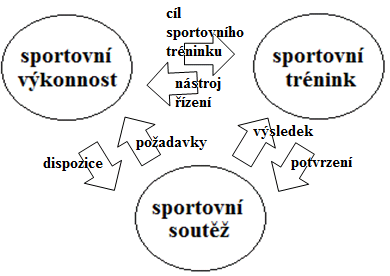 cíl
sportovního
tréninku
sportovní
výkonnost
sportovní
trénink
nástroj
řízení
výsledek
požadavky
dispozice
potvrzení
sportovní
soutěž